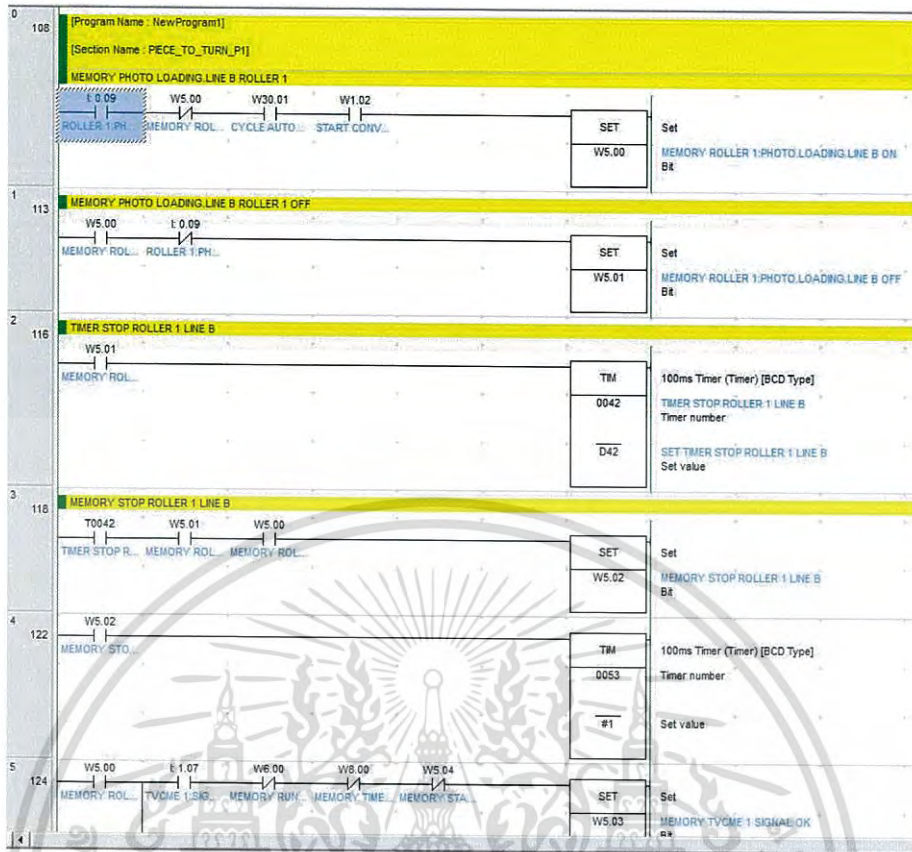 0
108
[Program Name : NewProgram1]
[Section Name : PIECE_TO_TURN_P1]
MEMORY PHOTO LOADING.LINE B ROLLER 1
I: 0.09 W5.00 W30.01 W1.02
ROLLER 1:PH... MEMORY ROL... CYCLE AUTO... START CONV...
SET Set
W5.00 MEMORY ROLLER 1:PHOTO.LOADING.LINE B ON
Bit
1
113
MEMORY PHOTO LOADING.LINE B ROLLER 1 OFF
W5.00 I: 0.09
MEMORY ROL... ROLLER 1:PH...
SET Set
W5.01 MEMORY ROLLER 1:PHOTO.LOADING.LINE B OFF
Bit
2
116
TIMER STOP ROLLER 1 LINE B
W5.01
MEMORY ROL...
TIM 100ms Timer (Timer) [BCD Type]
0042 TIMER STOP ROLLER 1 LINE B
Timer number
D42 SET TIMER STOP ROLLER 1 LINE B
Set value
3
118
MEMORY STOP ROLLER 1 LINE B
T0042 W5.01 W5.00
TIMER STOP R... MEMORY ROL... MEMORY ROL...
SET Set
W5.02 MEMORY STOP ROLLER 1 LINE B
Bit
4
122
W5.02
MEMORY STO...
TIM 100ms Timer (Timer) [BCD Type]
0053 Timer number
#1 Set value
5
124
W5.00 I: 1.07 W6.00 W8.00 W5.04
MEMORY ROL... TVCME 1:SIG... MEMORY RUN... MEMORY TIME... MEMORY STA...
SET Set
W5.03 MEMORY TVCME 1 SIGNAL OK
Bit